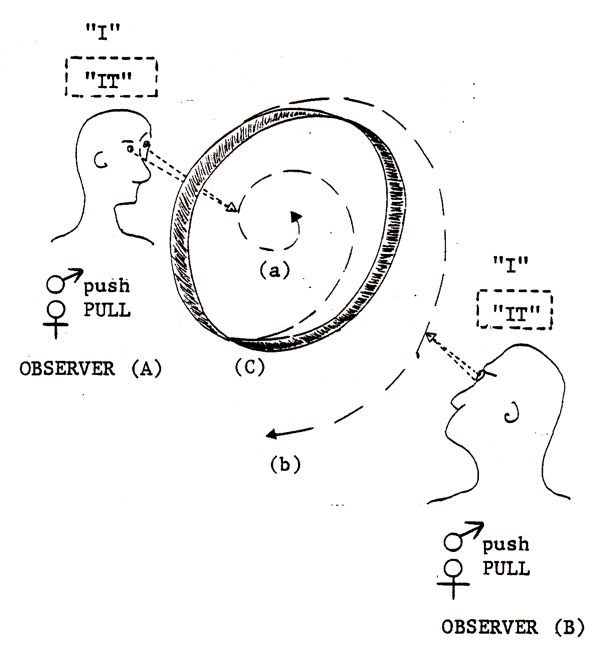 "I"
"IT"
(a)
♂ push
♀ PULL
OBSERVER (A)
(C)
"I"
"IT"
(b)
♂ push
♀ PULL
OBSERVER (B)